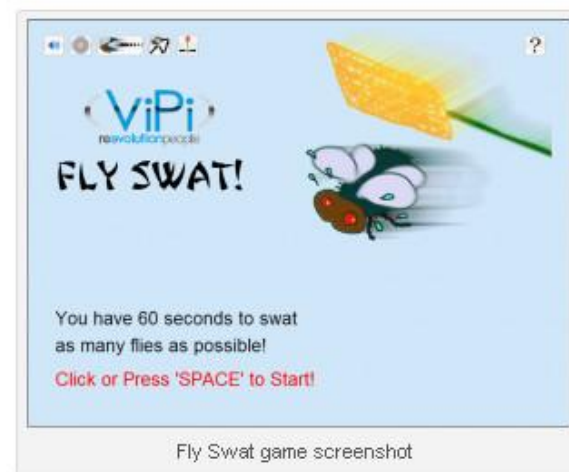 ?
ViPi
reevolutionpeople
FLY SWAT!
You have 60 seconds to swat
as many flies as possible!
Click or Press 'SPACE' to Start!
Fly Swat game screenshot